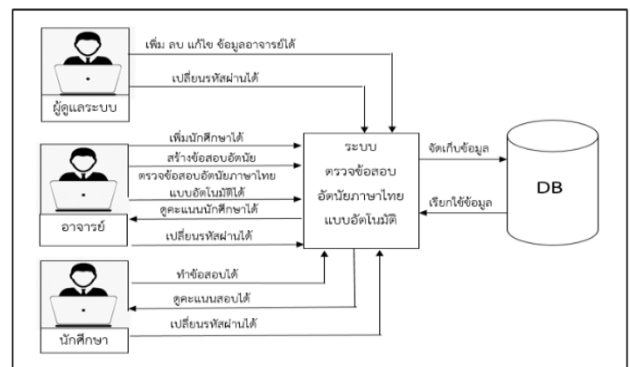 เพิ่ม ลบ แก้ไข ข้อมูลอาจารย์ได้
เปลี่ยนรหัสผ่านได้
ผู้ดูแลระบบ
เพิ่มนักศึกษาได้
สร้างข้อสอบอัตนัย
ตรวจข้อสอบอัตนัยภาษาไทย
แบบอัตโนมัติได้
ดูคะแนนนักศึกษาได้
เปลี่ยนรหัสผ่านได้
อาจารย์
ระบบ
ตรวจข้อสอบ
อัตนัยภาษาไทย
แบบอัตโนมัติ
จัดเก็บข้อมูล
เรียกใช้ข้อมูล
DB
ทำข้อสอบได้
ดูคะแนนสอบได้
เปลี่ยนรหัสผ่านได้
นักศึกษา